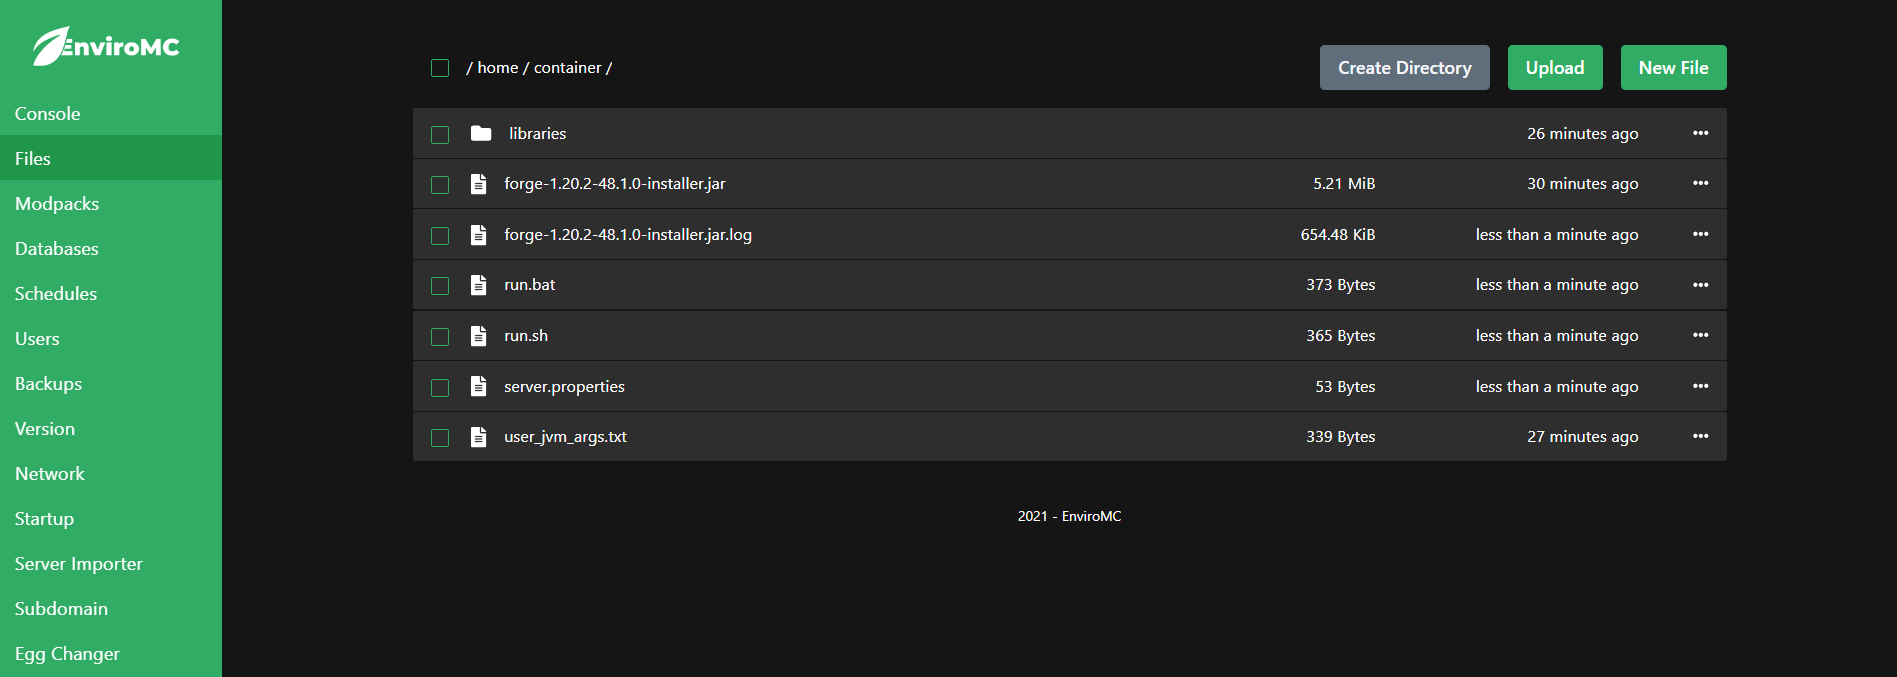 EnviroMC
Console
Files
Modpacks
Databases
Schedules
Users
Backups
Version
Network
Startup
Server Importer
Subdomain
Egg Changer
/ home / container /
Create Directory
Upload
New File
libraries 26 minutes ago
forge-1.20.2-48.1.0-installer.jar 5.21 MiB 30 minutes ago
forge-1.20.2-48.1.0-installer.jar.log 654.48 KiB less than a minute ago
run.bat 373 Bytes less than a minute ago
run.sh 365 Bytes less than a minute ago
server.properties 53 Bytes less than a minute ago
user_jvm_args.txt 339 Bytes 27 minutes ago
2021 - EnviroMC